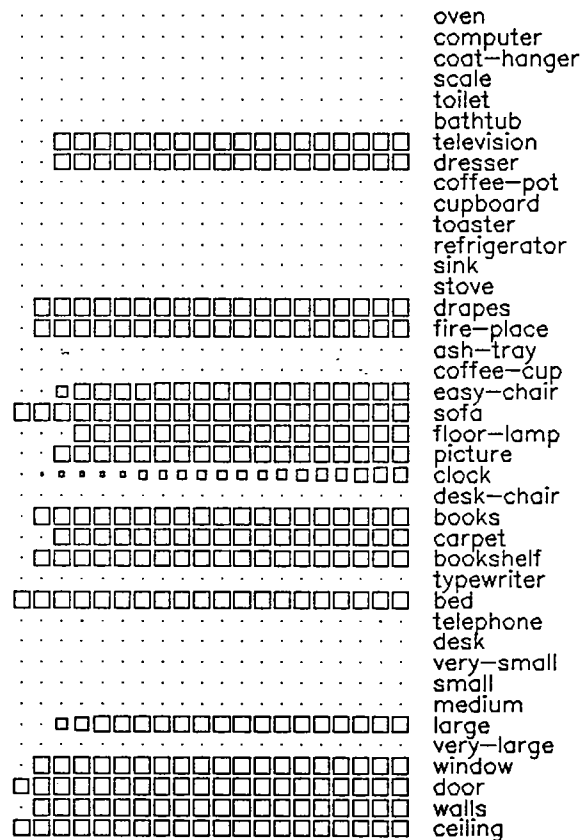 oven
computer
coat-hanger
scale
toilet
bathtub
television
dresser
coffee-pot
cupboard
toaster
refrigerator
sink
stove
drapes
fire-place
ash-tray
coffee-cup
easy-chair
sofa
floor-lamp
picture
clock
desk-chair
books
carpet
bookshelf
typewriter
bed
telephone
desk
very-small
small
medium
large
very-large
window
door
walls
ceiling